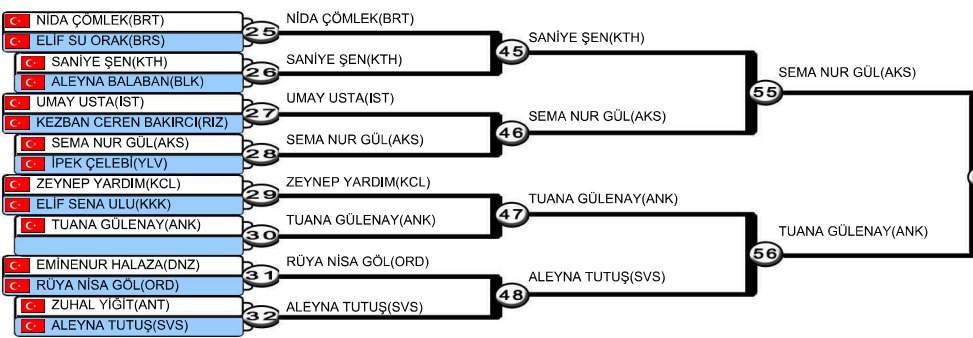 NİDA ÇÖMLEK(BRT)
ELİF SU ORAK(BRS)
25
NİDA ÇÖMLEK(BRT)
SANİYE ŞEN(KTH)
ALEYNA BALABAN(BLK)
26
SANİYE ŞEN(KTH)
45
SANİYE ŞEN(KTH)
UMAY USTA(İST)
KEZBAN CEREN BAKIRCI(RIZ)
27
UMAY USTA(İST)
SEMA NUR GÜL(AKS)
İPEK ÇELEBİ(YLV)
28
SEMA NUR GÜL(AKS)
46
SEMA NUR GÜL(AKS)
55
SEMA NUR GÜL(AKS)
ZEYNEP YARDIM(KCL)
ELİF SENA ULU(KKK)
29
ZEYNEP YARDIM(KCL)
TUANA GÜLENAY(ANK)
30
TUANA GÜLENAY(ANK)
47
TUANA GÜLENAY(ANK)
EMİNENUR HALAZA(DNZ)
RÜYA NİSA GÖL(ORD)
31
RÜYA NİSA GÖL(ORD)
ZUHAL YİĞİT(ANT)
ALEYNA TUTUŞ(SVS)
32
ALEYNA TUTUŞ(SVS)
48
ALEYNA TUTUŞ(SVS)
56
TUANA GÜLENAY(ANK)